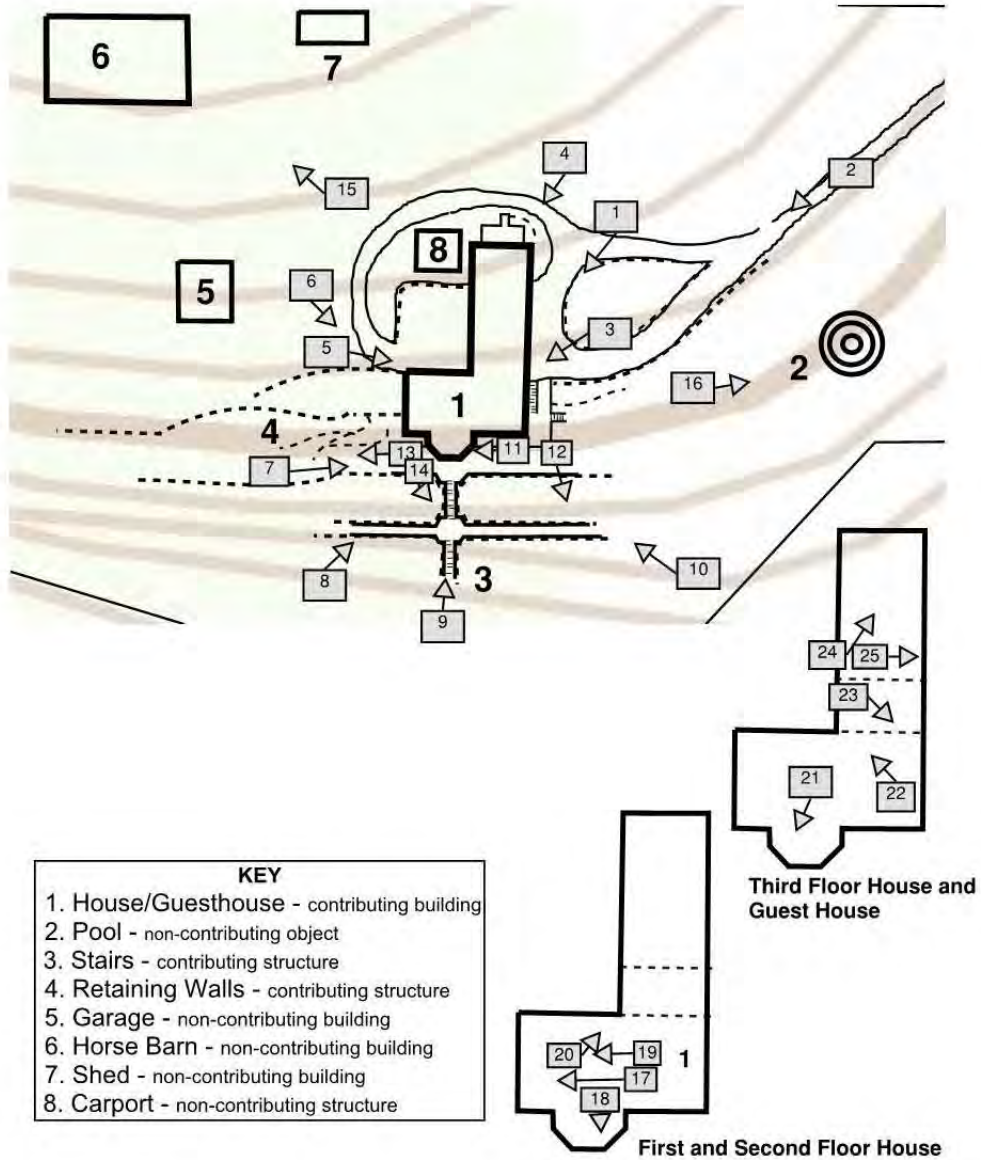 6
7
4
2
15
1
8
5
6
3
5
2
16
1
4
13
11
12
7
14
8
3
10
9
24
25
23
21
22
Third Floor House and
Guest House
KEY
1. House/Guesthouse - contributing building
2. Pool - non-contributing object
3. Stairs - contributing structure
4. Retaining Walls - contributing structure
5. Garage - non-contributing building
6. Horse Barn - non-contributing building
7. Shed - non-contributing building
8. Carport - non-contributing structure
20
19
1
17
18
First and Second Floor House